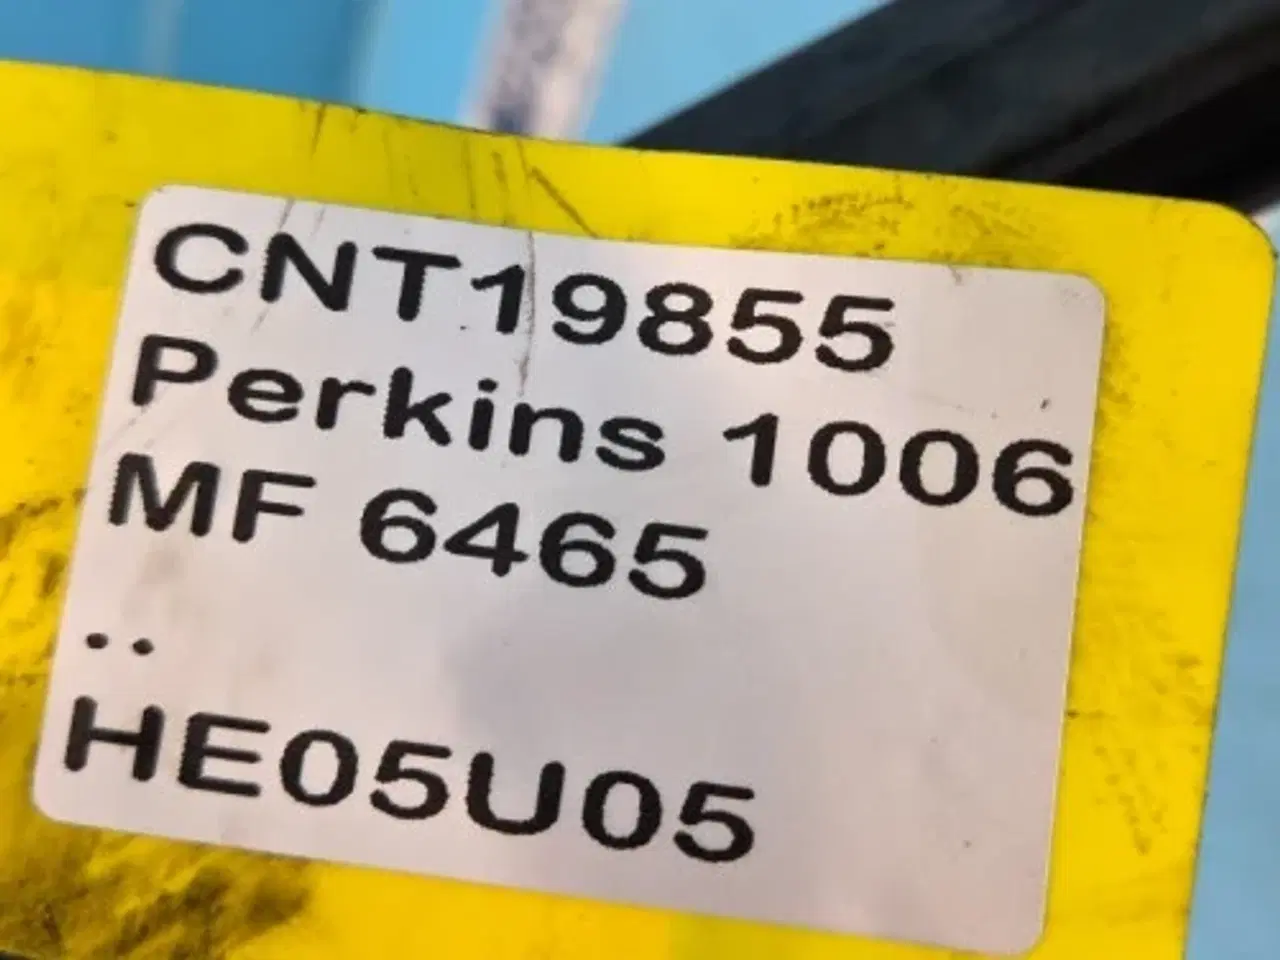 CNT19855
Perkins 1006
MF 6465
..
HE05U05